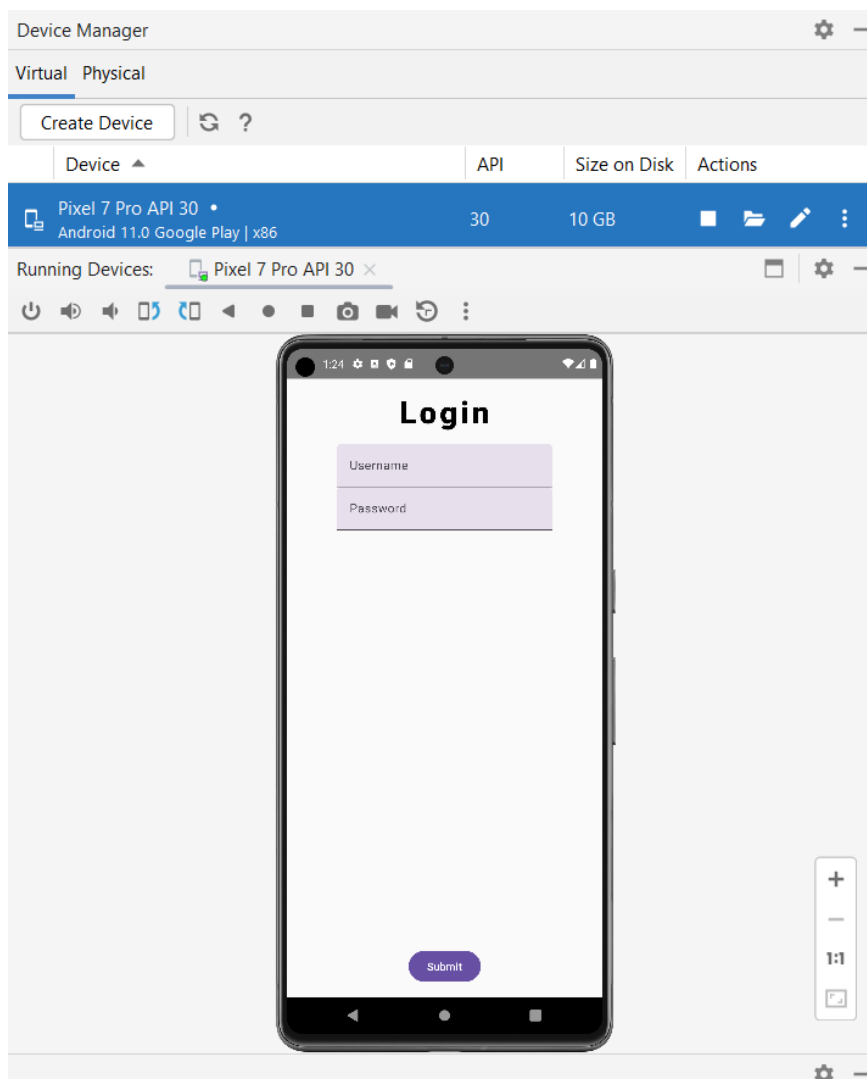 Device Manager
Virtual Physical
Create Device ?
Device API Size on Disk Actions
Pixel 7 Pro API 30 30 10 GB
Android 11.0 Google Play | x86
Running Devices: Pixel 7 Pro API 30
1:24
Login
Username
Password
1:1
Submit